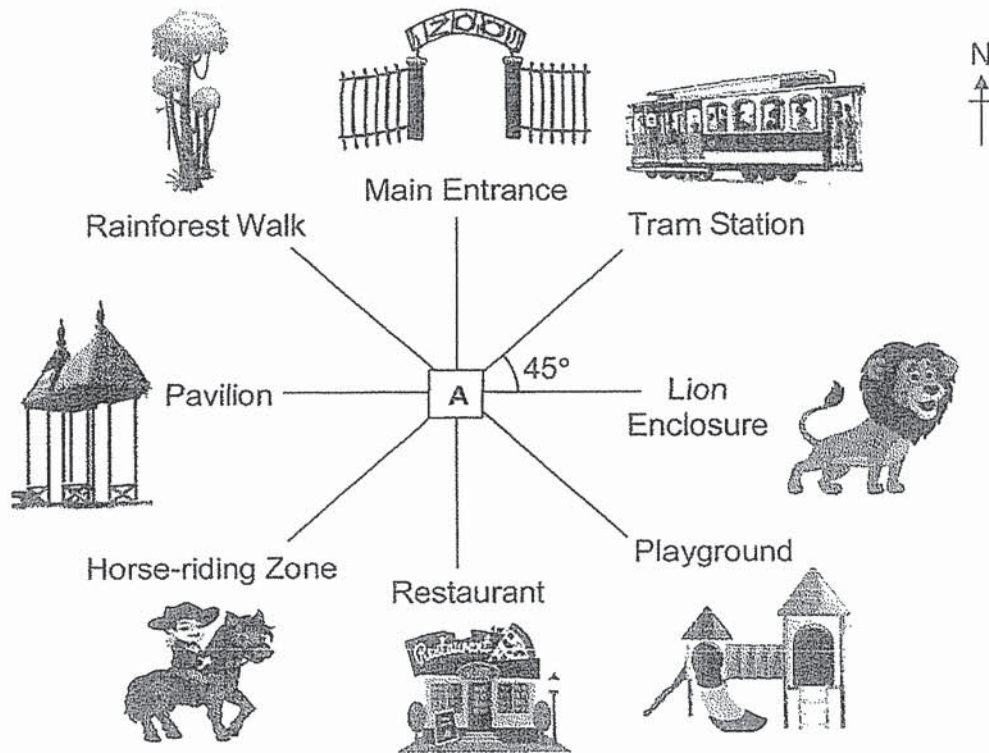 ZOO
N
Main Entrance
Rainforest Walk
Tram Station
45°
Pavilion
A
Lion
Enclosure
Horse-riding Zone
Playground
Restaurant
Restaurant